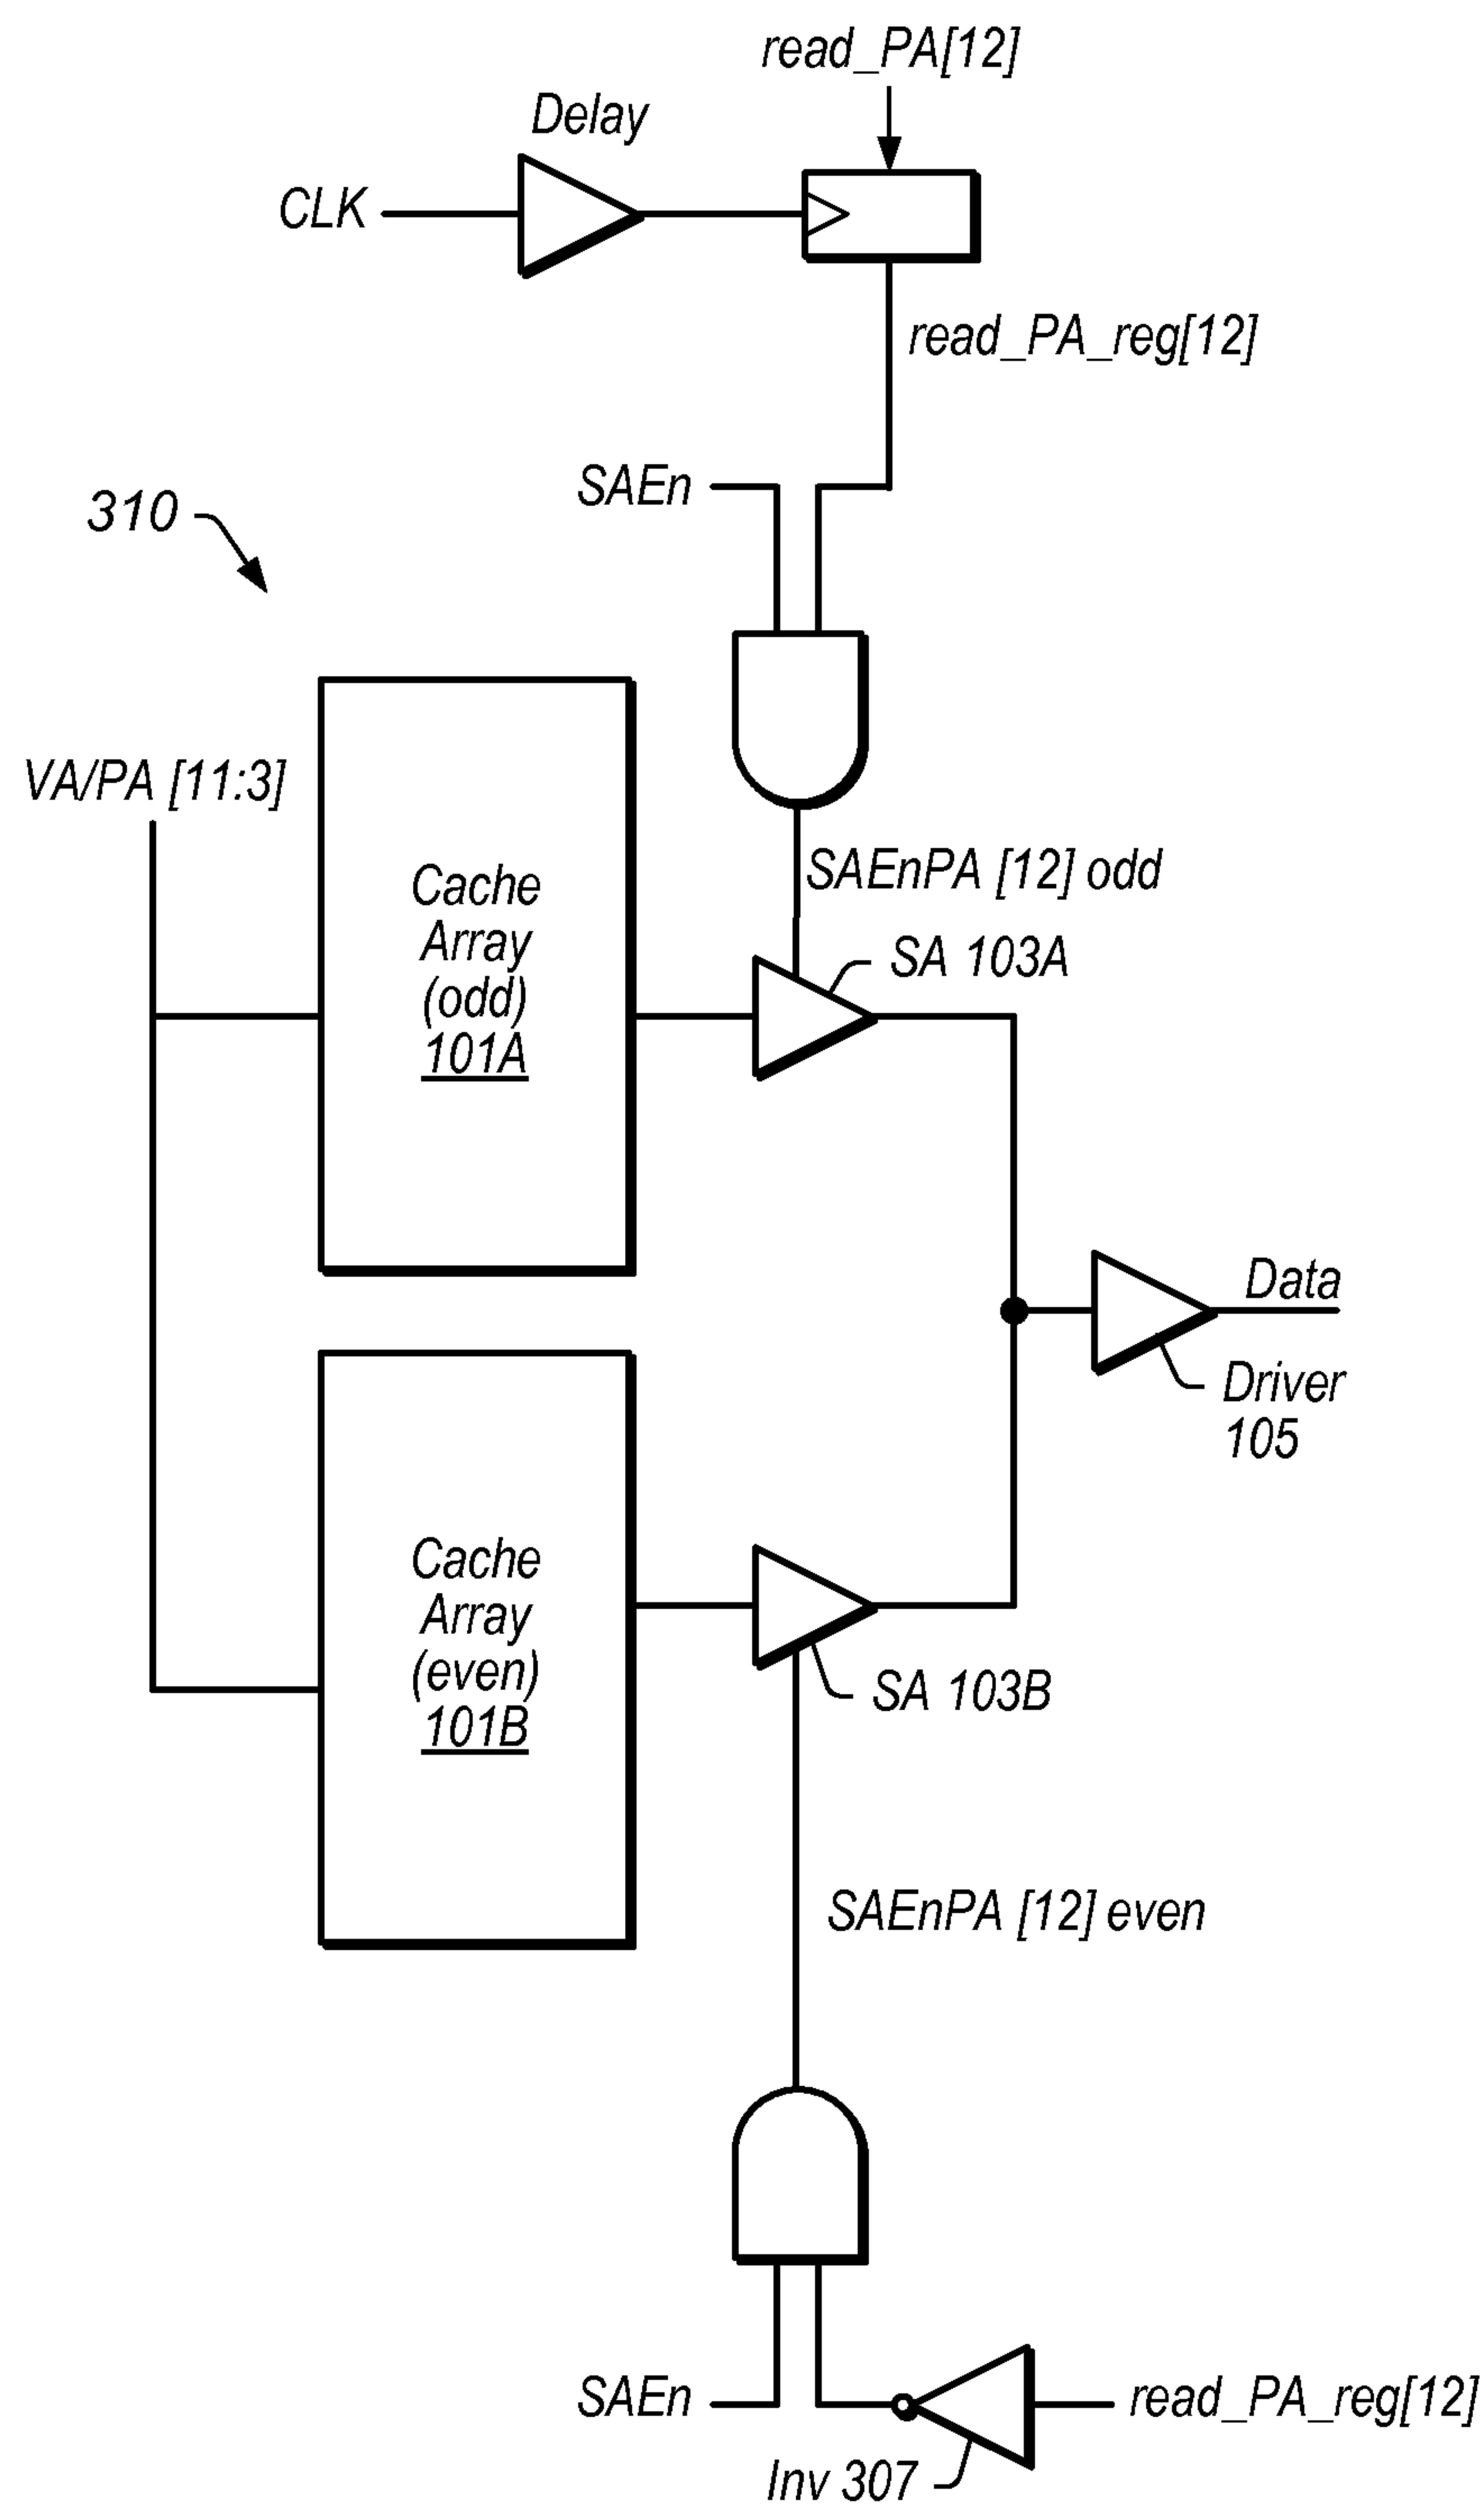 read_PA[12]
Delay
CLK
read_PA_reg[12]
SAEn
310
VA/PA [11:3]
SAEnPA [12] odd
Cache
Array
(odd)
101A
SA 103A
Data
Driver
105
Cache
Array
(even)
101B
SA 103B
SAEnPA [12] even
SAEn
read_PA_reg[12]
Inv 307